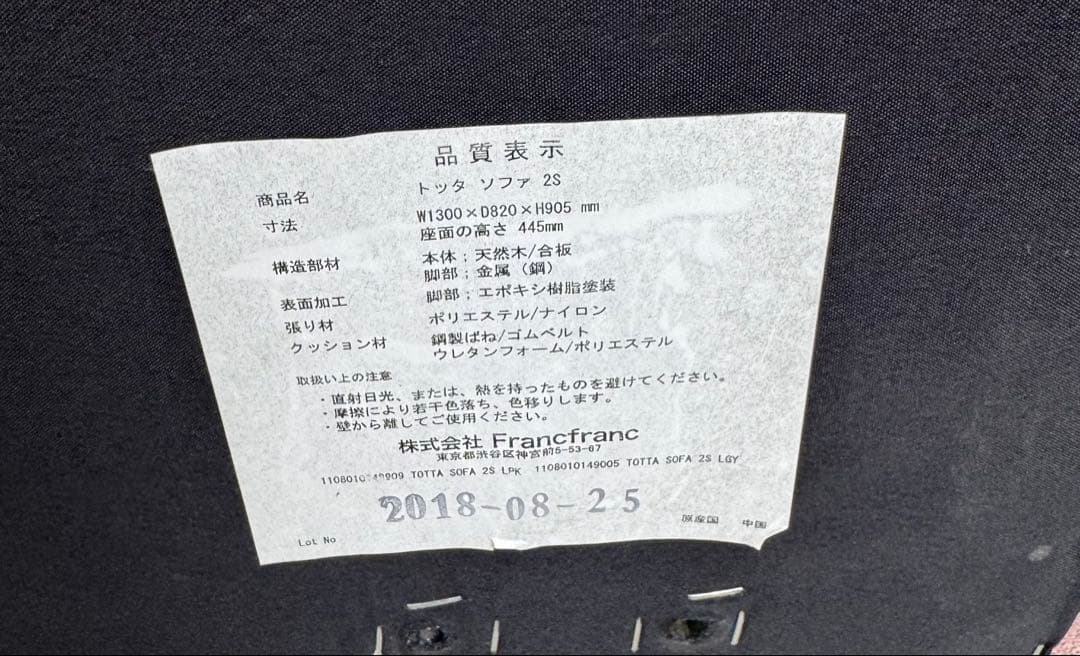 品質表示
商品名 トッタ ソファ 2S
寸法 W1300×D820×H905 mm
座面の高さ 445mm
構造部材 本体；天然木/合板
脚部；金属（鋼）
表面加工 脚部；エポキシ樹脂塗装
張り材 ポリエステル/ナイロン
クッション材 鋼製ばね/ゴムベルト
ウレタンフォーム/ポリエステル
取扱い上の注意
・直射日光、または、熱を持ったものを避けてください。
・摩擦により若干色落ち、色移りします。
・壁から離してご使用ください。
株式会社 Francfranc
東京都渋谷区神宮前5-53-67
TOTTA SOFA 2S LPK 1108010149005 TOTTA SOFA 2S LGY
2018-08-25
原産国 中国
Lot No